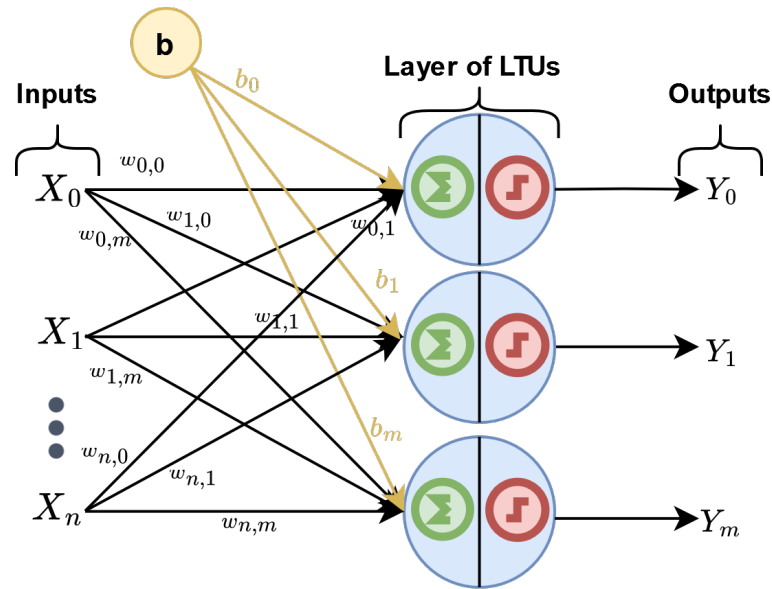 b
Layer of LTUs
b₀
Inputs
Outputs
w₀,₀
X₀
Y₀
w₁,₀
w₀,₁
w₀,ₘ
b₁
w₁,₁
X₁
Y₁
w₁,ₘ
bₘ
wₙ,₀
wₙ,₁
Xₙ
wₙ,ₘ
Yₘ